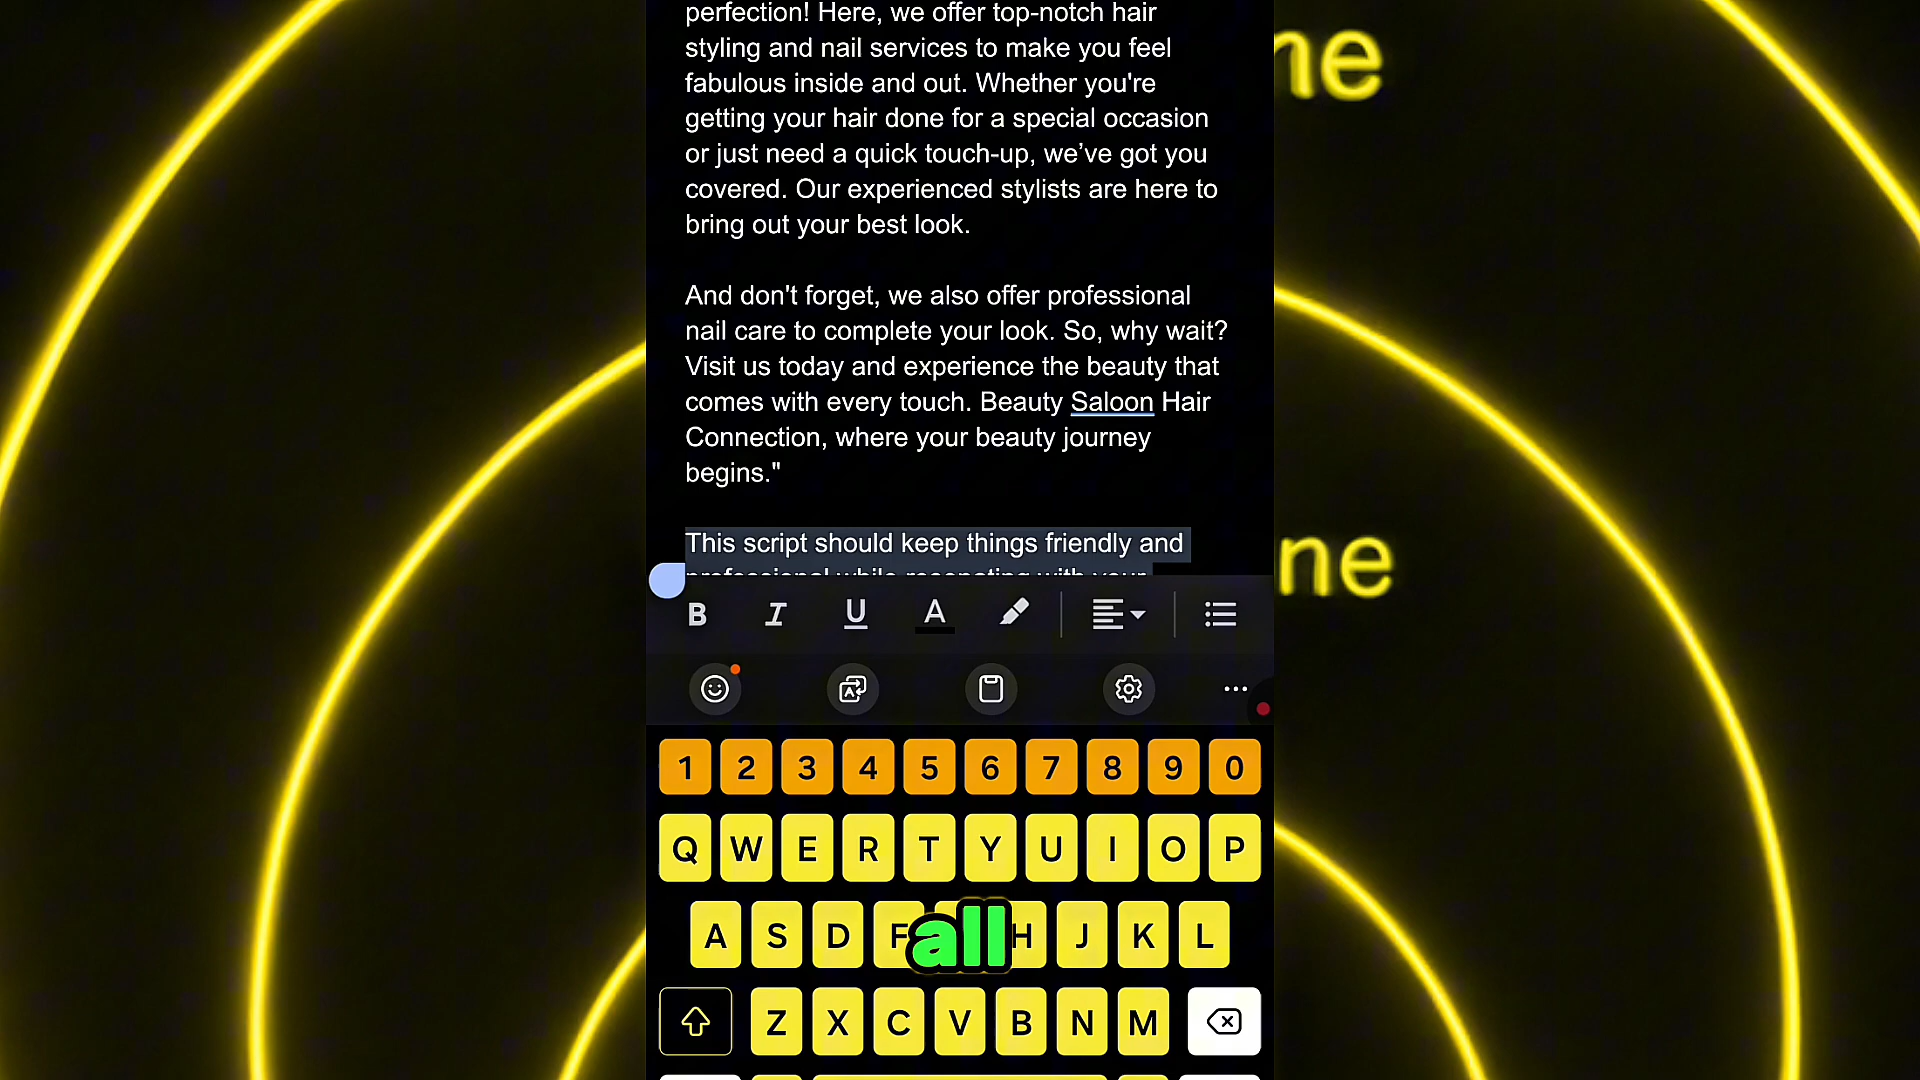 perfection! Here, we offer top-notch hair
styling and nail services to make you feel
fabulous inside and out. Whether you're
getting your hair done for a special occasion
or just need a quick touch-up, we’ve got you
covered. Our experienced stylists are here to
bring out your best look.
And don't forget, we also offer professional
nail care to complete your look. So, why wait?
Visit us today and experience the beauty that
comes with every touch. Beauty Saloon Hair
Connection, where your beauty journey
begins."
This script should keep things friendly and
professional while resonating with your
ne
ne
B I U A
1 2 3 4 5 6 7 8 9 0
Q W E R T Y U I O P
A S D F H J K L
all
Z X C V B N M